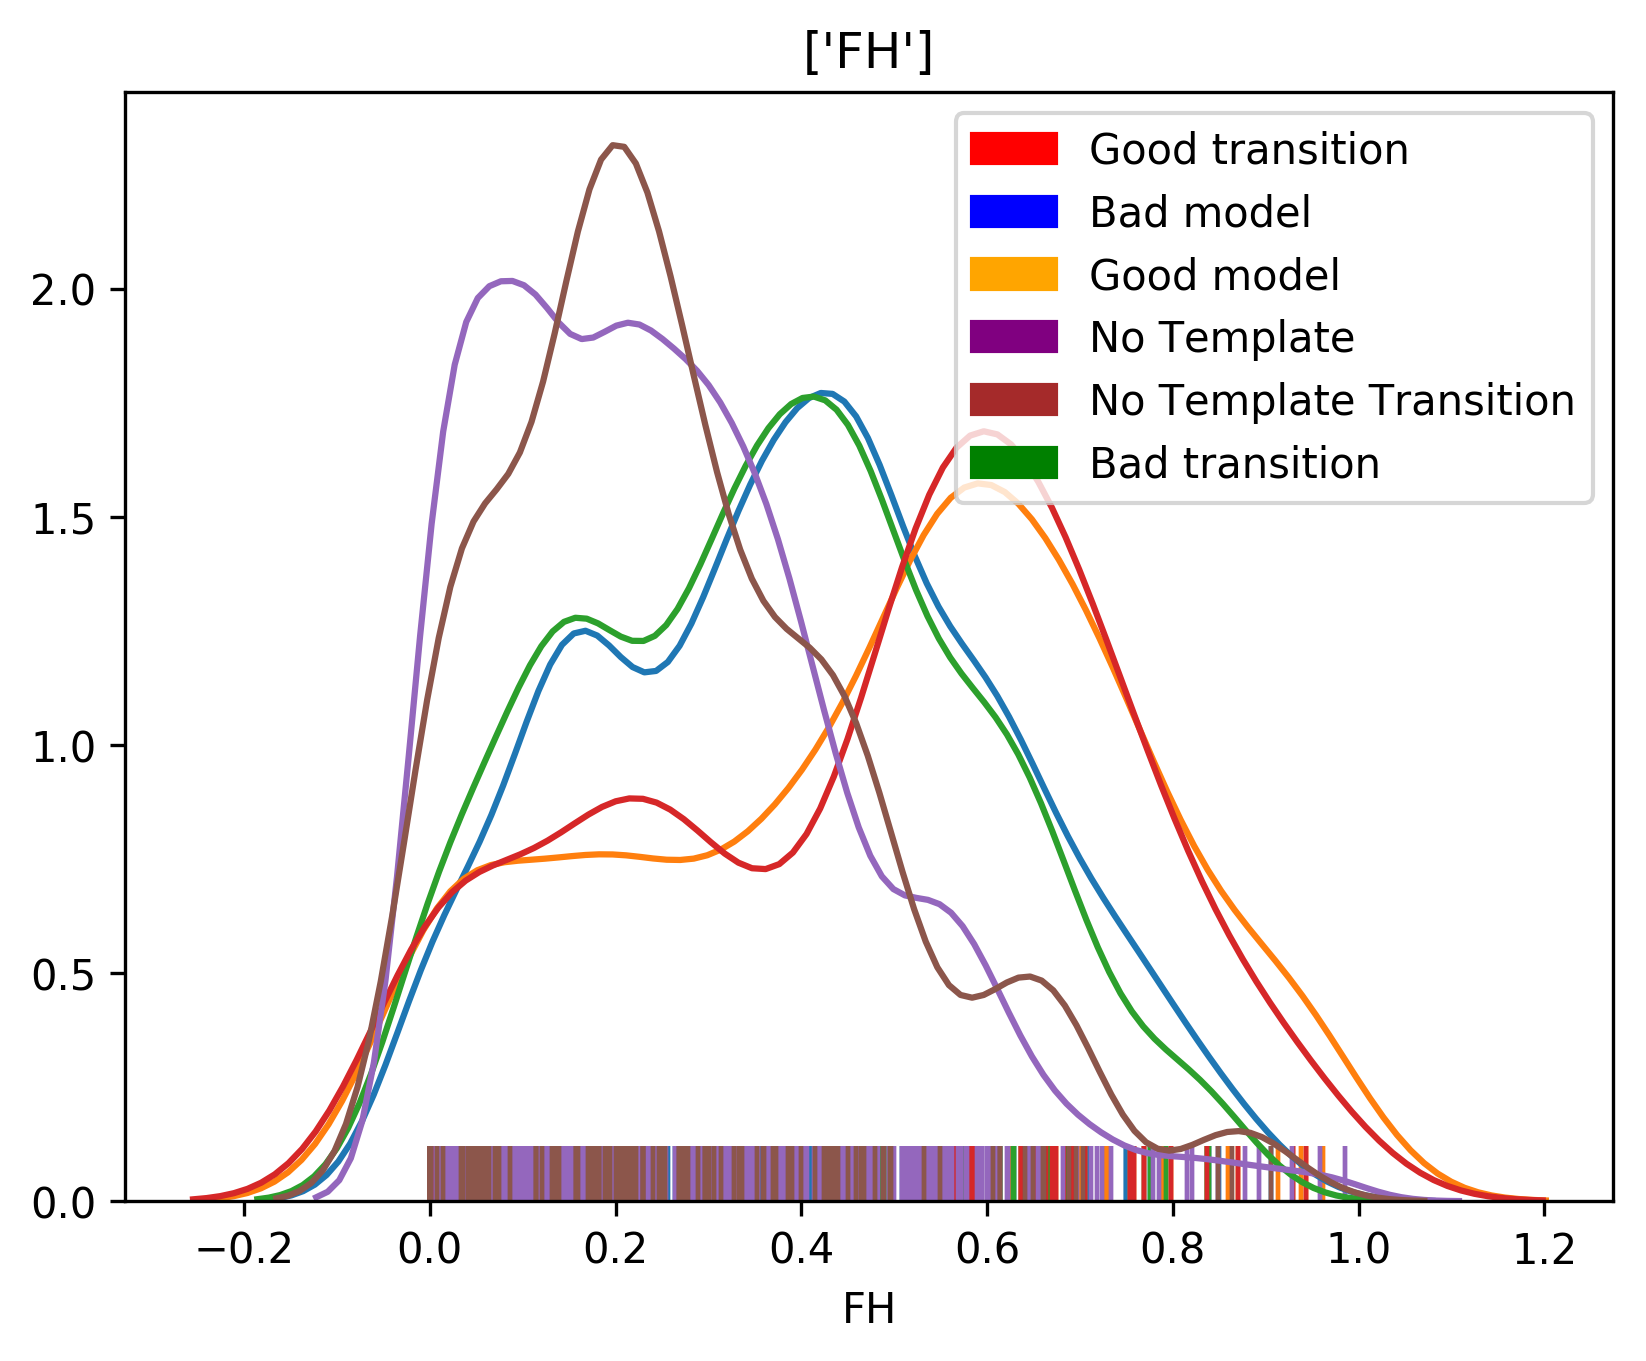 ['FH']
Good transition
Bad model
Good model
No Template
No Template Transition
Bad transition
2.0
1.5
1.0
0.5
0.0
−0.2 0.0 0.2 0.4 0.6 0.8 1.0 1.2
FH